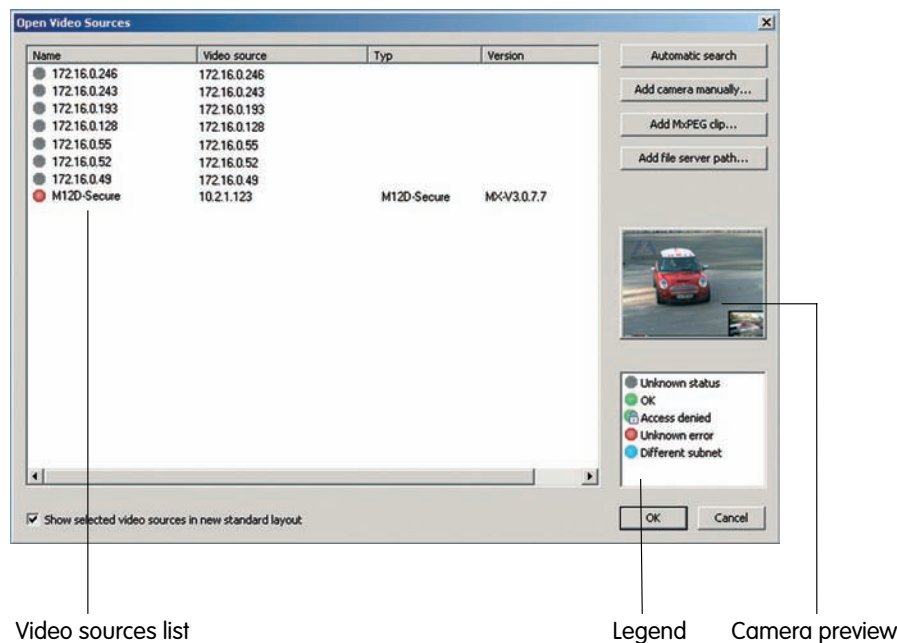 Open Video Sources
Name Video source Typ Version
172.16.0.246 172.16.0.246
172.16.0.243 172.16.0.243
172.16.0.193 172.16.0.193
172.16.0.128 172.16.0.128
172.16.0.55 172.16.0.55
172.16.0.52 172.16.0.52
172.16.0.49 172.16.0.49
M12D-Secure 10.2.1.123 M12D-Secure MX-V3.0.7.7
Automatic search
Add camera manually...
Add MxPEG clip...
Add file server path...
Unknown status
OK
Access denied
Unknown error
Different subnet
Show selected video sources in new standard layout
OK Cancel
Video sources list Legend Camera preview